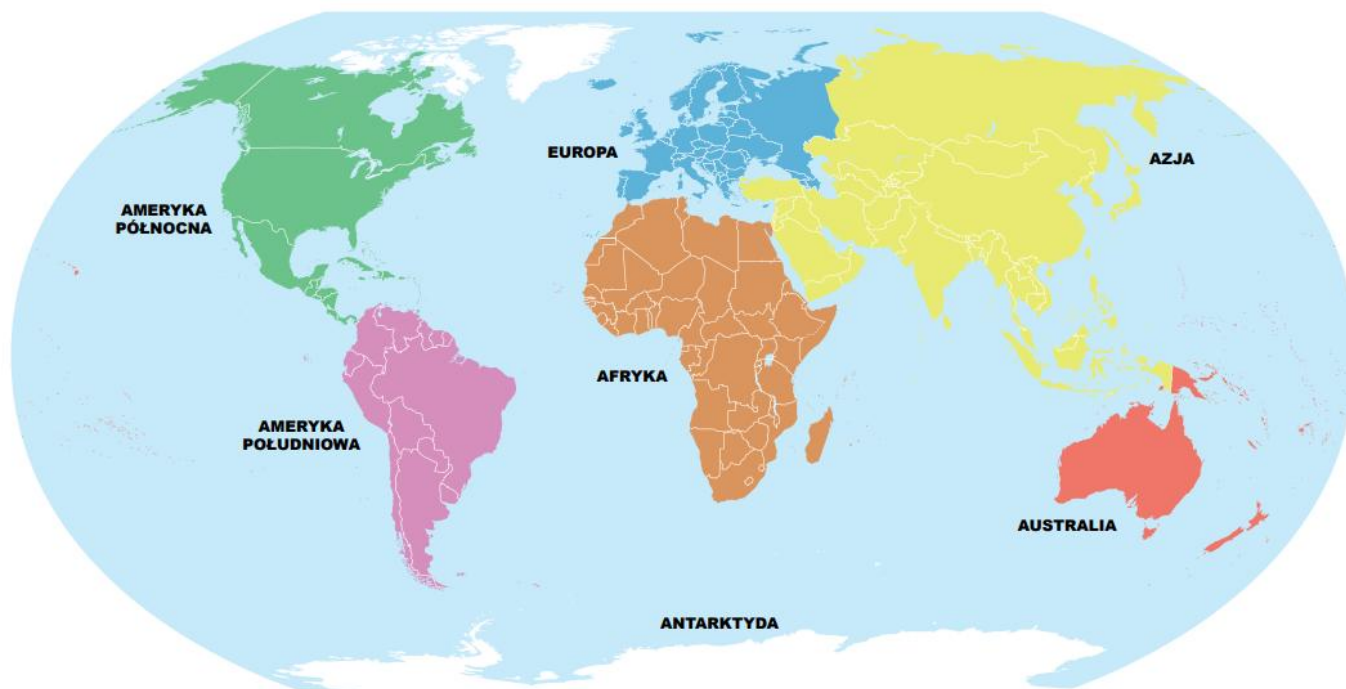 EUROPA
AZJA
AMERYKA
PÓŁNOCNA
AFRYKA
AMERYKA
POŁUDNIOWA
AUSTRALIA
ANTARKTYDA